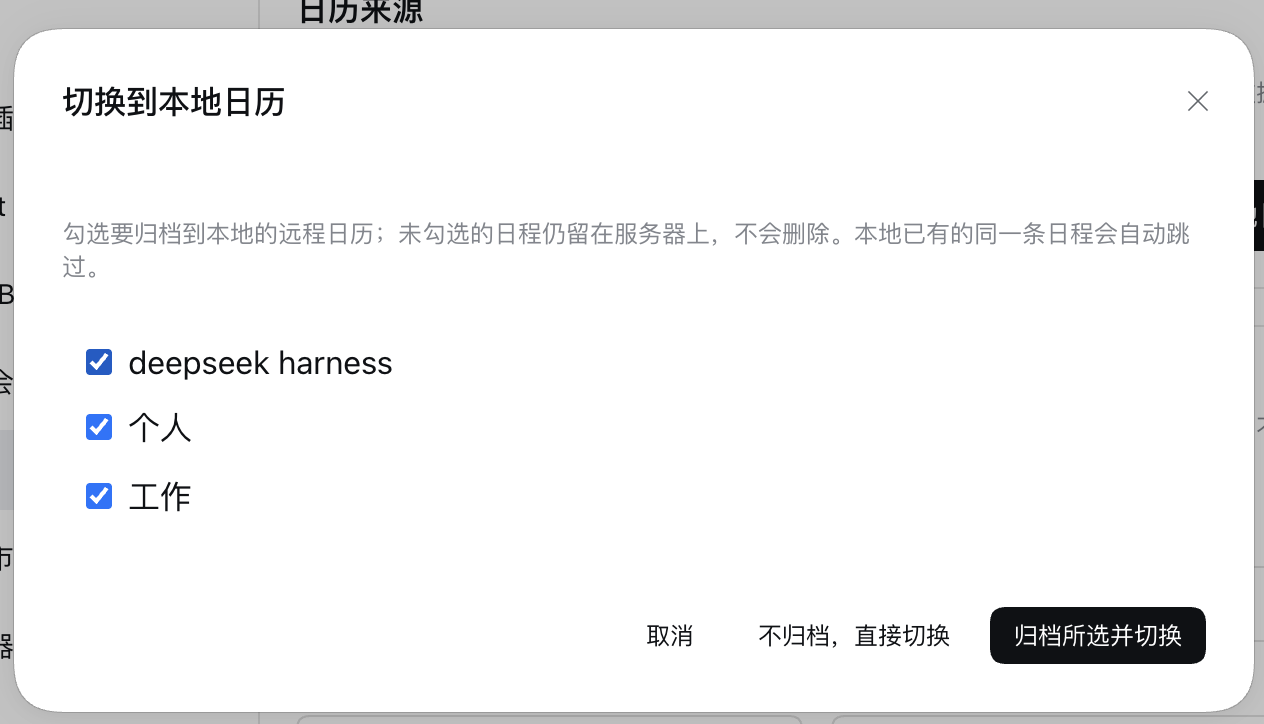 日历来源
切换到本地日历
勾选要归档到本地的远程日历；未勾选的日程仍留在服务器上，不会删除。本地已有的同一条日程会自动跳
过。
deepseek harness
个人
工作
取消
不归档，直接切换
归档所选并切换
t
B
会
市
器